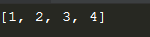 [1, 2, 3, 4]